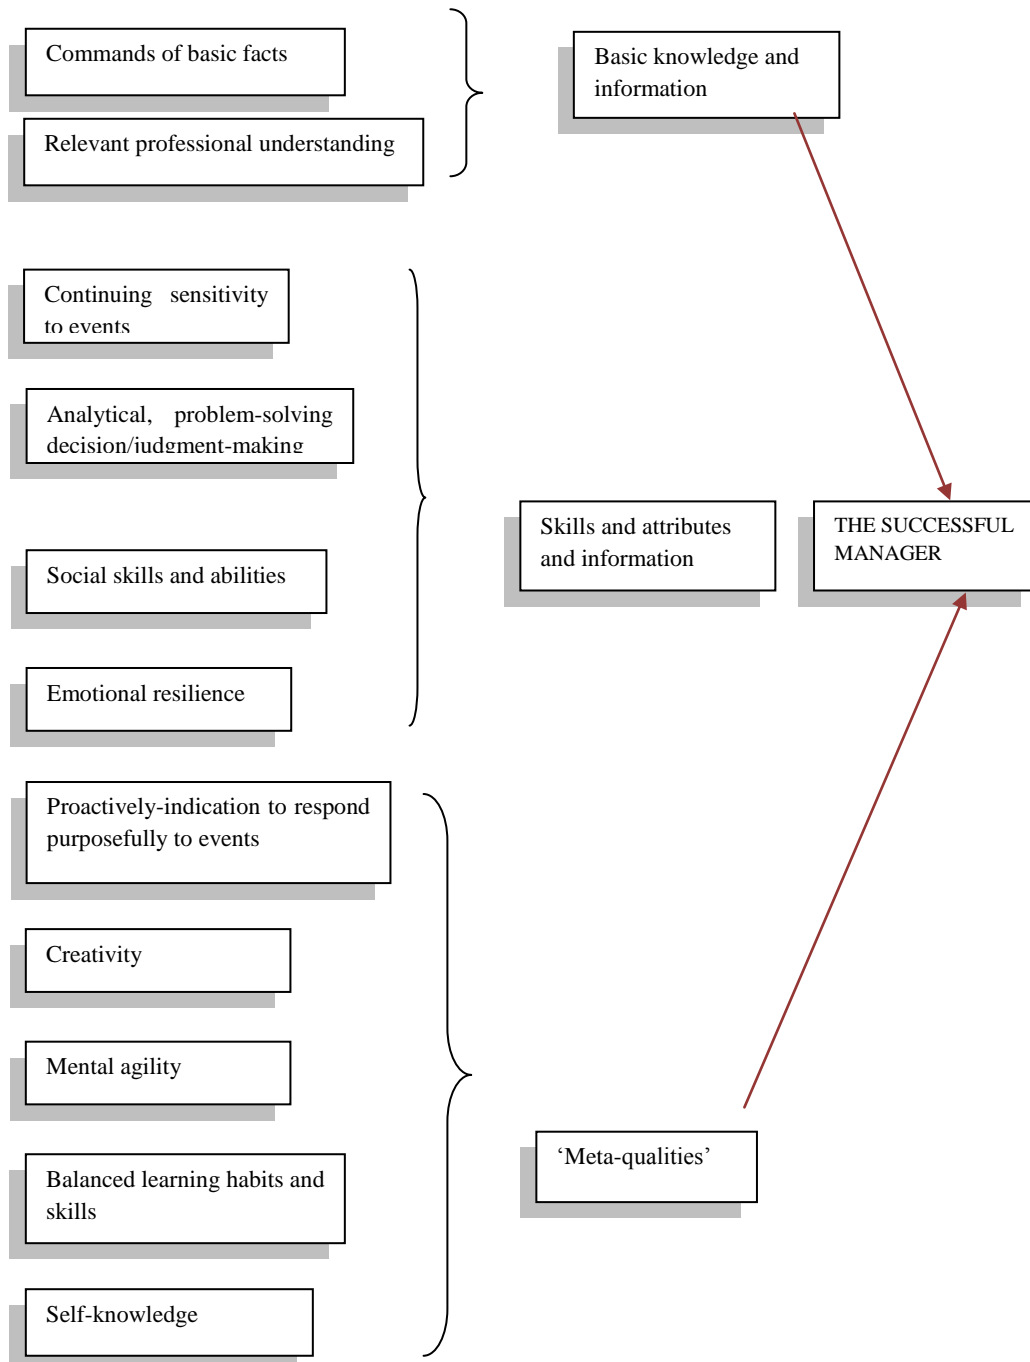 Commands of basic facts
Relevant professional understanding
Basic knowledge and
information
Continuing sensitivity
to events
Analytical, problem-solving
decision/judgment-making
Social skills and abilities
Emotional resilience
Skills and attributes
and information
THE SUCCESSFUL
MANAGER
Proactively-indication to respond
purposefully to events
Creativity
Mental agility
Balanced learning habits and
skills
Self-knowledge
‘Meta-qualities’